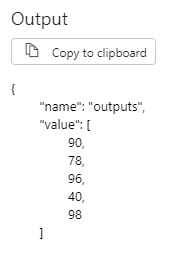 Output
Copy to clipboard
{
"name": "outputs",
"value": [
90,
78,
96,
40,
98
]